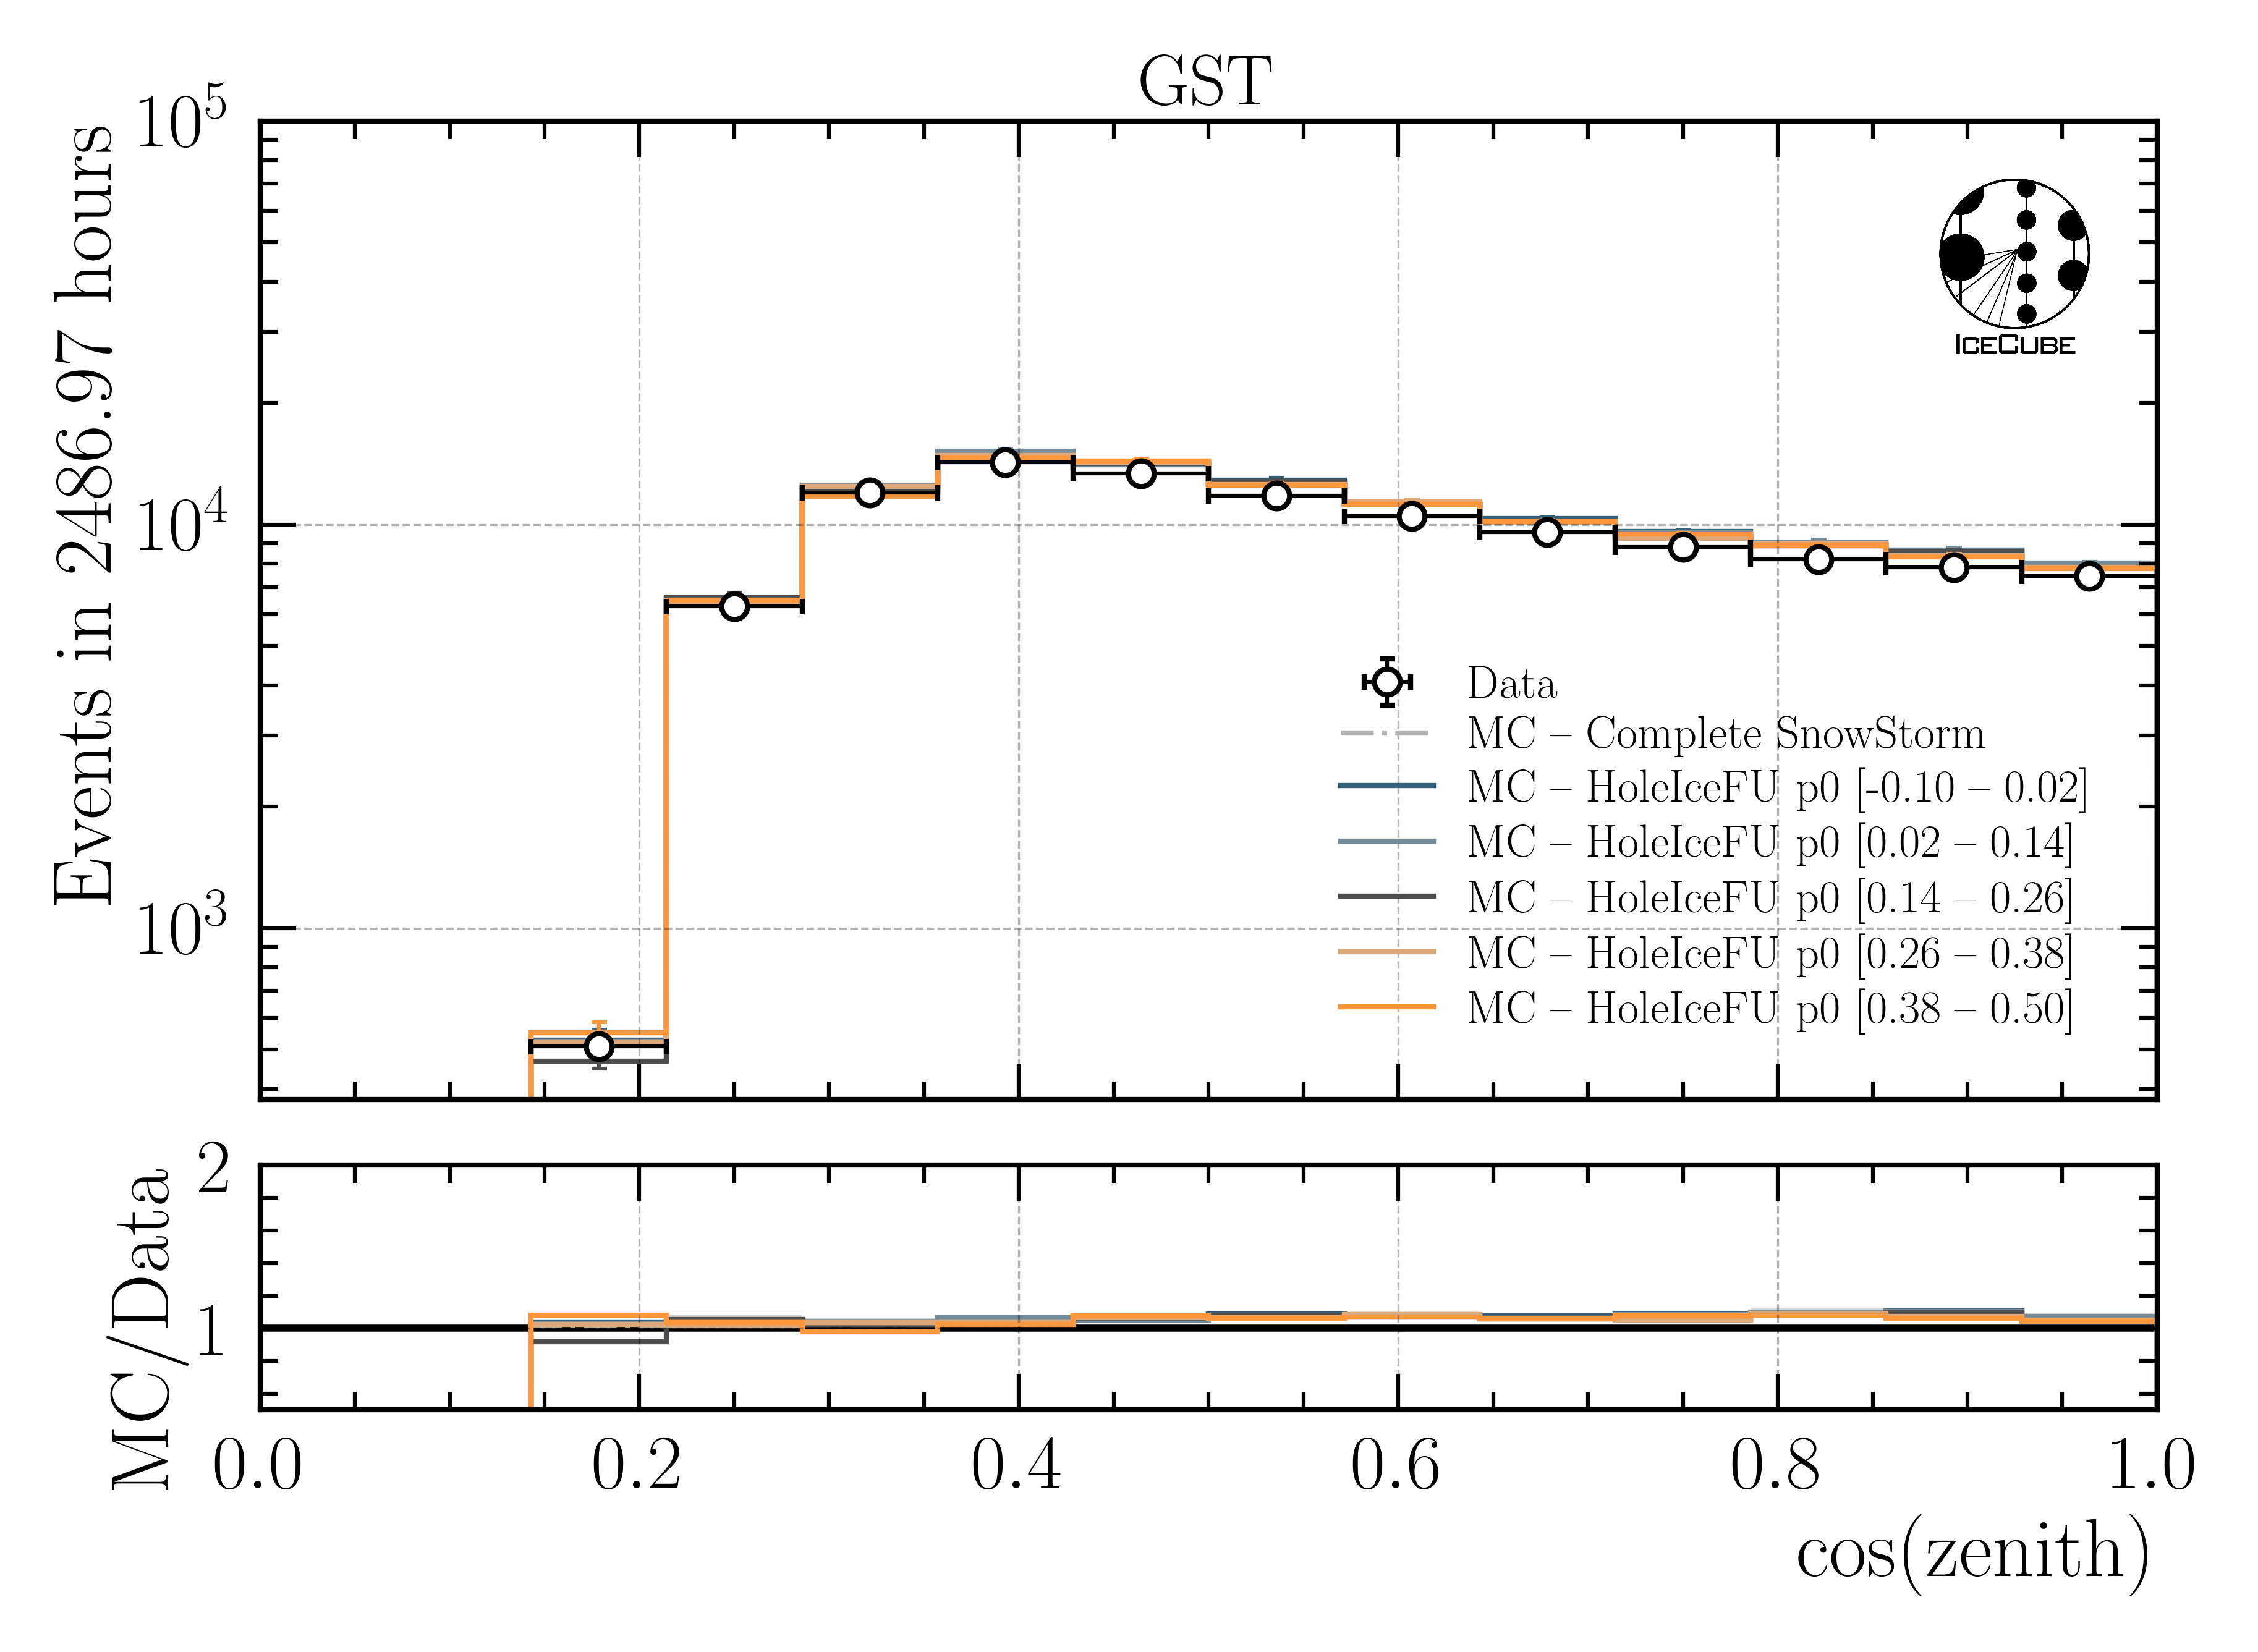 GST
10^5
10^4
10^3
Events in 2486.97 hours
ICECUBE
Data
MC – Complete SnowStorm
MC – HoleIceFU p0 [-0.10 – 0.02]
MC – HoleIceFU p0 [0.02 – 0.14]
MC – HoleIceFU p0 [0.14 – 0.26]
MC – HoleIceFU p0 [0.26 – 0.38]
MC – HoleIceFU p0 [0.38 – 0.50]
2
1
MC/Data
0.0 0.2 0.4 0.6 0.8 1.0
cos(zenith)